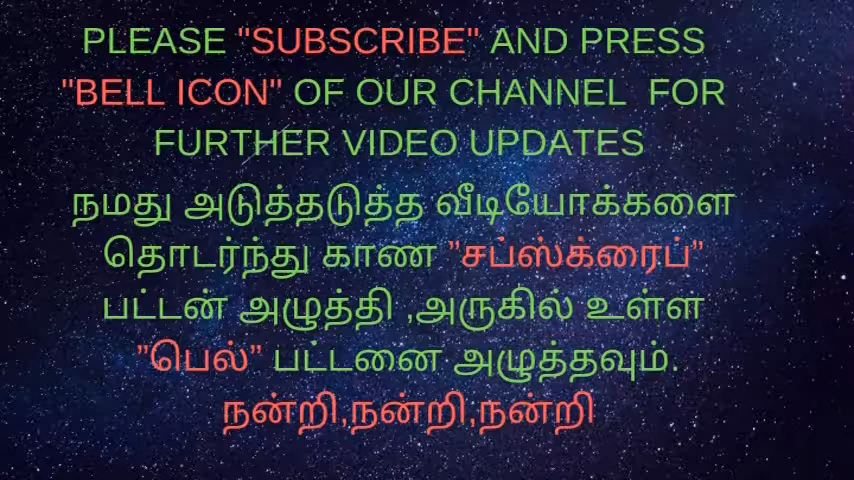 PLEASE "SUBSCRIBE" AND PRESS
"BELL ICON" OF OUR CHANNEL FOR
FURTHER VIDEO UPDATES
நமது அடுத்தடுத்த வீடியோக்களை
தொடர்ந்து காண ”சப்ஸ்க்ரைப்”
பட்டன் அழுத்தி ,அருகில் உள்ள
”பெல்” பட்டனை அழுத்தவும்.
நன்றி,நன்றி,நன்றி